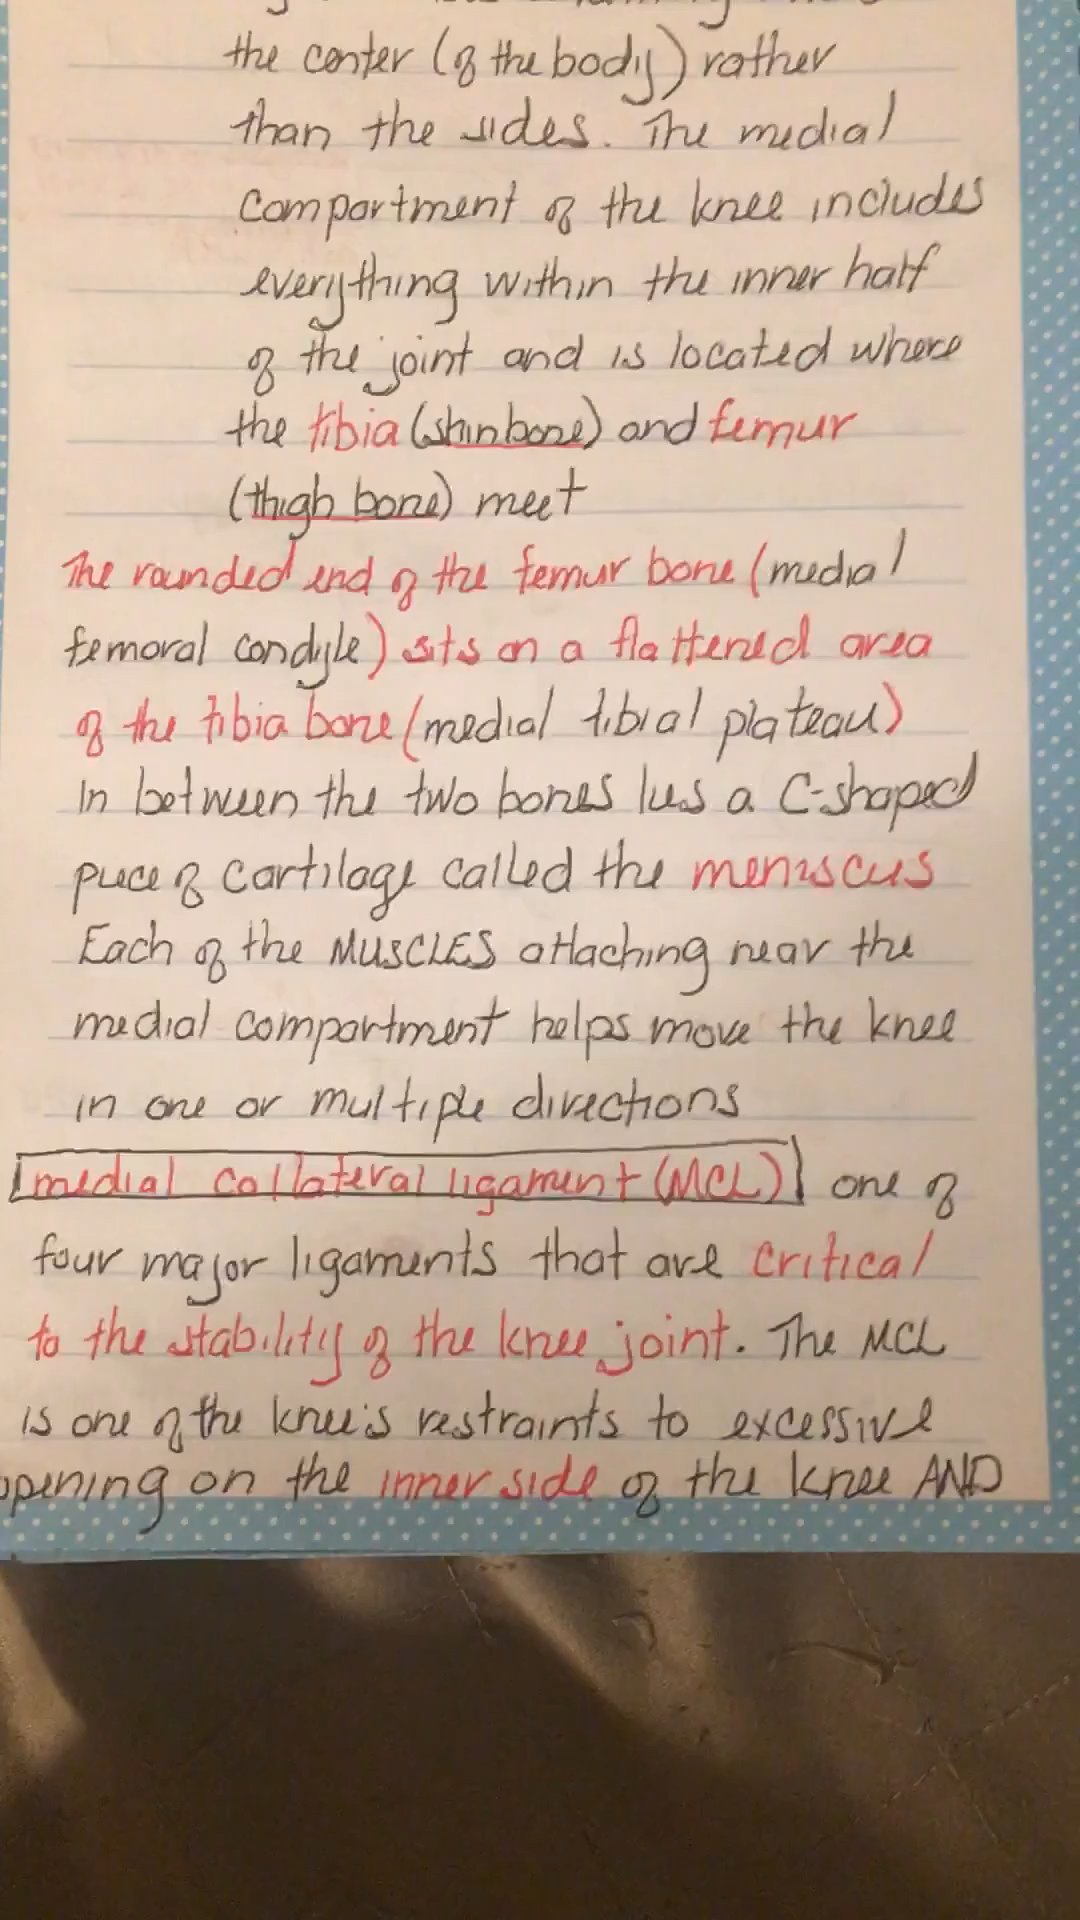 the center (of the body) rather
than the sides. The medial
compartment of the knee includes
everything within the inner half
of the joint and is located where
the tibia (shinbone) and femur
(thigh bone) meet
The rounded end of the femur bone (medial
femoral condyle) sits on a flattened area
of the tibia bone (medial tibial plateau)
In between the two bones lies a C-shaped
piece of cartilage called the meniscus
Each of the MUSCLES attaching near the
medial compartment helps move the knee
in one or multiple directions
medial collateral ligament (MCL) one of
four major ligaments that are critical
to the stability of the knee joint. The MCL
is one of the knee's restraints to excessive
opening on the inner side of the knee AND